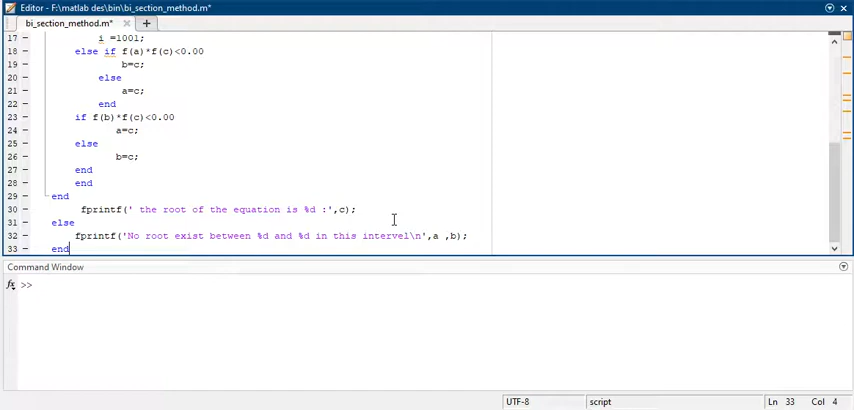 Editor - F:\matlab des\bin\bi_section_method.m*
bi_section_method.m* × +
17 i =1001;
18 else if f(a)*f(c)<0.00
19 b=c;
20 else
21 a=c;
22 end
23 if f(b)*f(c)<0.00
24 a=c;
25 else
26 b=c;
27 end
28 end
29 end
30 fprintf(' the root of the equation is %d :',c);
31 else
32 fprintf('No root exist between %d and %d in this intervel\n',a ,b);
33 end
Command Window
fx >>
UTF-8 script Ln 33 Col 4